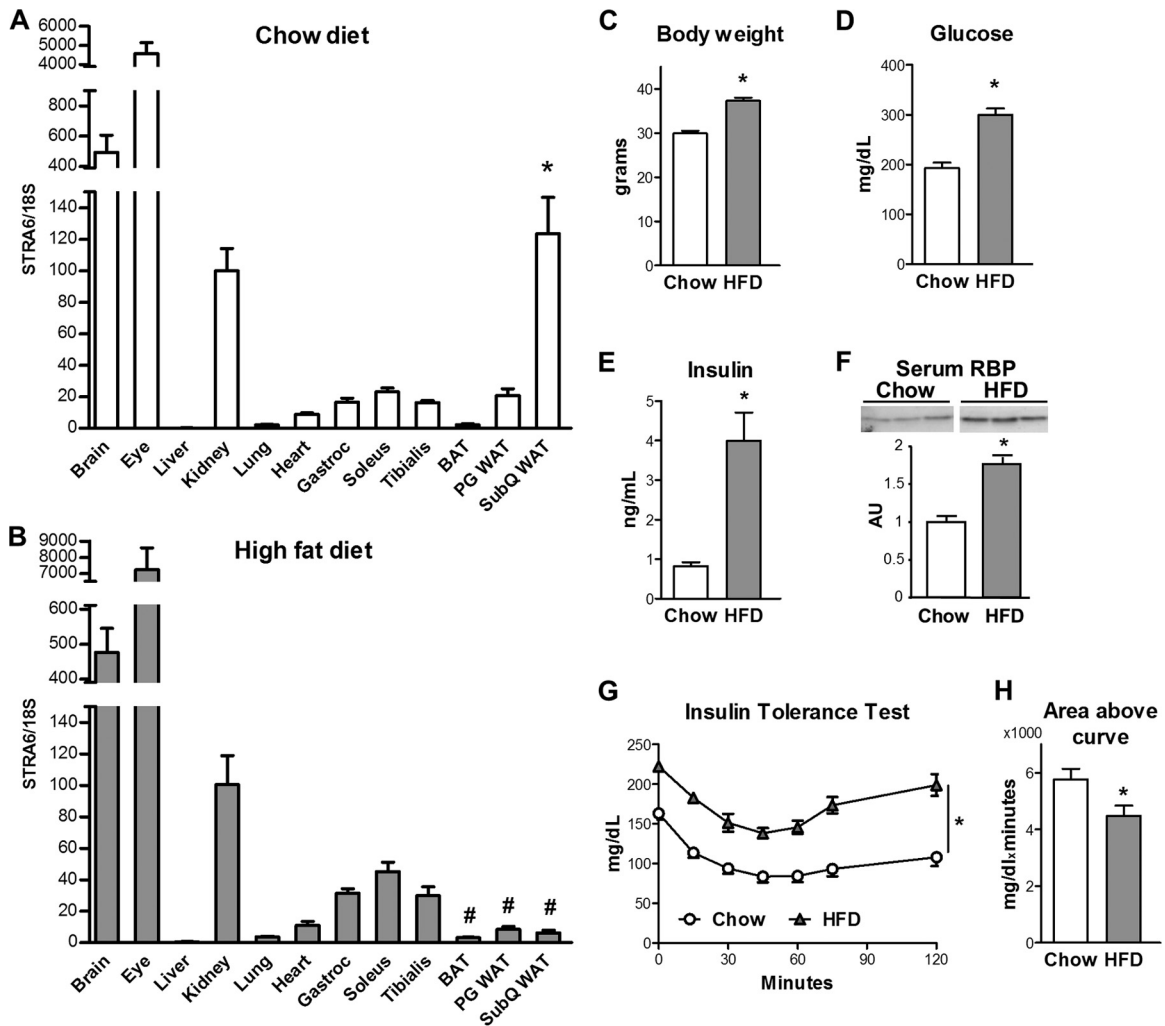 A
Chow diet
6000
5000
4000
800
600
400
140
120
100
80
60
40
20
0
STRA6/18S
*
Brain
Eye
Liver
Kidney
Lung
Heart
Gastroc
Soleus
Tibialis
BAT
PG WAT
SubQ WAT
B
High fat diet
9000
8000
7000
600
500
400
140
120
100
80
60
40
20
0
STRA6/18S
# # #
Brain
Eye
Liver
Kidney
Lung
Heart
Gastroc
Soleus
Tibialis
BAT
PG WAT
SubQ WAT
C
Body weight
*
40
30
20
10
0
grams
Chow HFD
D
Glucose
*
400
300
200
100
0
mg/dL
Chow HFD
E
Insulin
*
5
4
3
2
1
0
ng/mL
Chow HFD
F
Serum RBP
Chow HFD
*
2
1.5
1
0.5
0
AU
Chow HFD
G
Insulin Tolerance Test
250
200
150
100
50
0
mg/dL
*
Chow HFD
0 30 60 90 120
Minutes
H
Area above
curve
x1000
6
4
2
0
mg/dlxminutes
*
Chow HFD